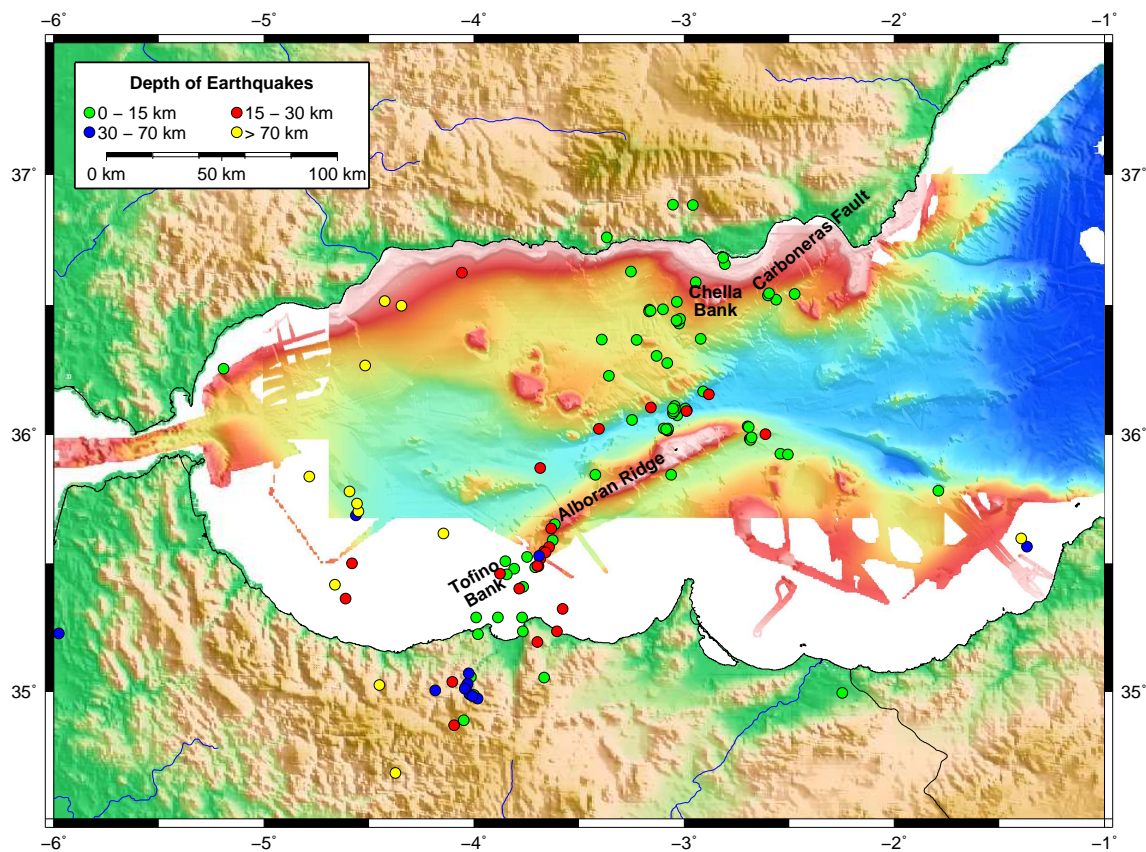 −6° −5° −4° −3° −2° −1°
Depth of Earthquakes
0 − 15 km 15 − 30 km
30 − 70 km > 70 km
0 km 50 km 100 km
37° 37°
Carboneras Fault
Chella
Bank
36° 36°
Alboran Ridge
Tofino
Bank
35° 35°
−6° −5° −4° −3° −2° −1°